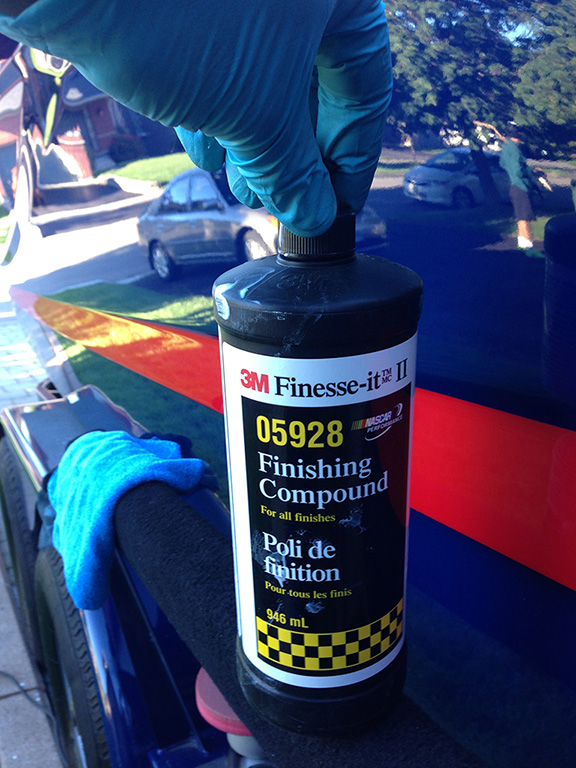 3M Finesse-it TM MC II
05928
NASCAR
PERFORMANCE
Finishing
Compound
For all finishes
Poli de
finition
Pour tous les finis
946 mL